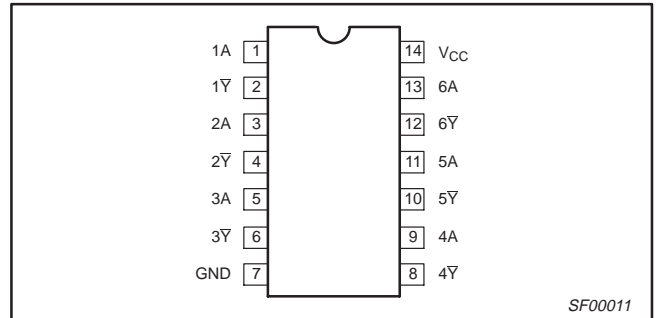 1A 1 14 VCC
1Y̅ 2 13 6A
2A 3 12 6Y̅
2Y̅ 4 11 5A
3A 5 10 5Y̅
3Y̅ 6 9 4A
GND 7 8 4Y̅
SF00011